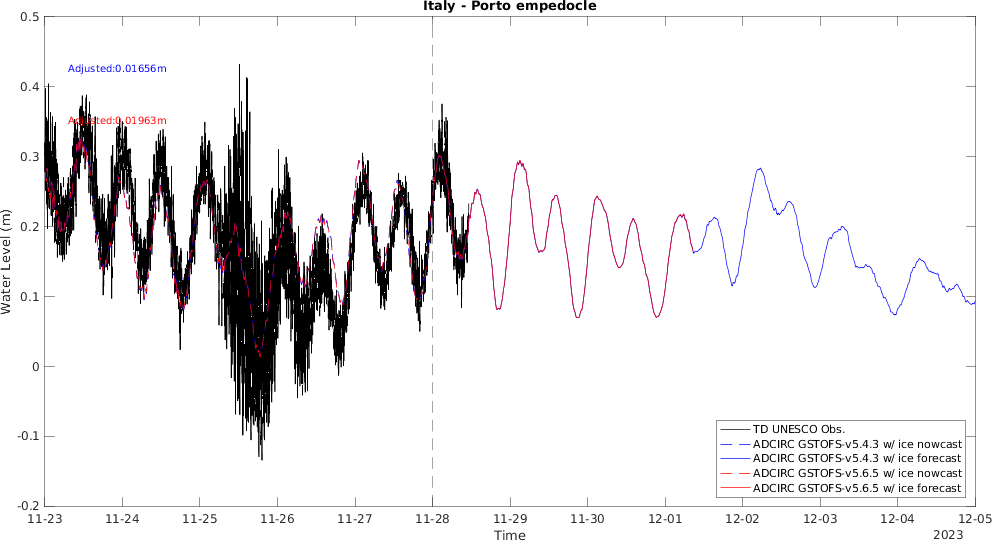 Italy - Porto empedocle
0.5
0.4
0.3
0.2
0.1
0
-0.1
-0.2
Water Level (m)
Adjusted:0.01656m
Adjusted:0.01963m
TD UNESCO Obs.
ADCIRC GSTOFS-v5.4.3 w/ ice nowcast
ADCIRC GSTOFS-v5.4.3 w/ ice forecast
ADCIRC GSTOFS-v5.6.5 w/ ice nowcast
ADCIRC GSTOFS-v5.6.5 w/ ice forecast
11-23 11-24 11-25 11-26 11-27 11-28 11-29 11-30 12-01 12-02 12-03 12-04 12-05
Time
2023